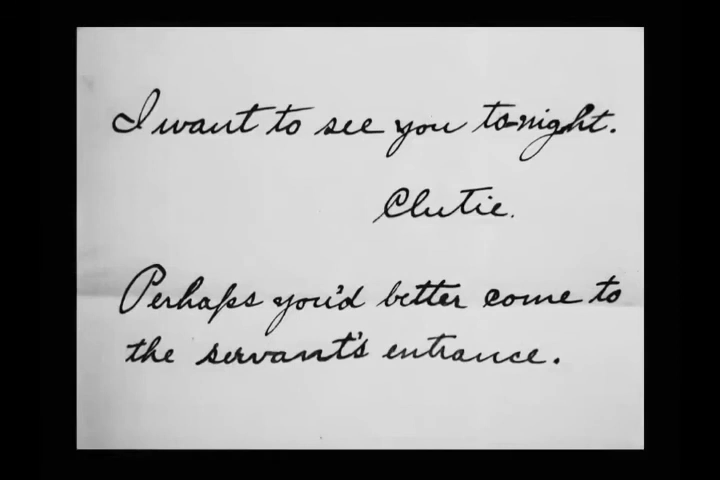 I want to see you to-night.
Clutie.
Perhaps you'd better come to
the servant's entrance.